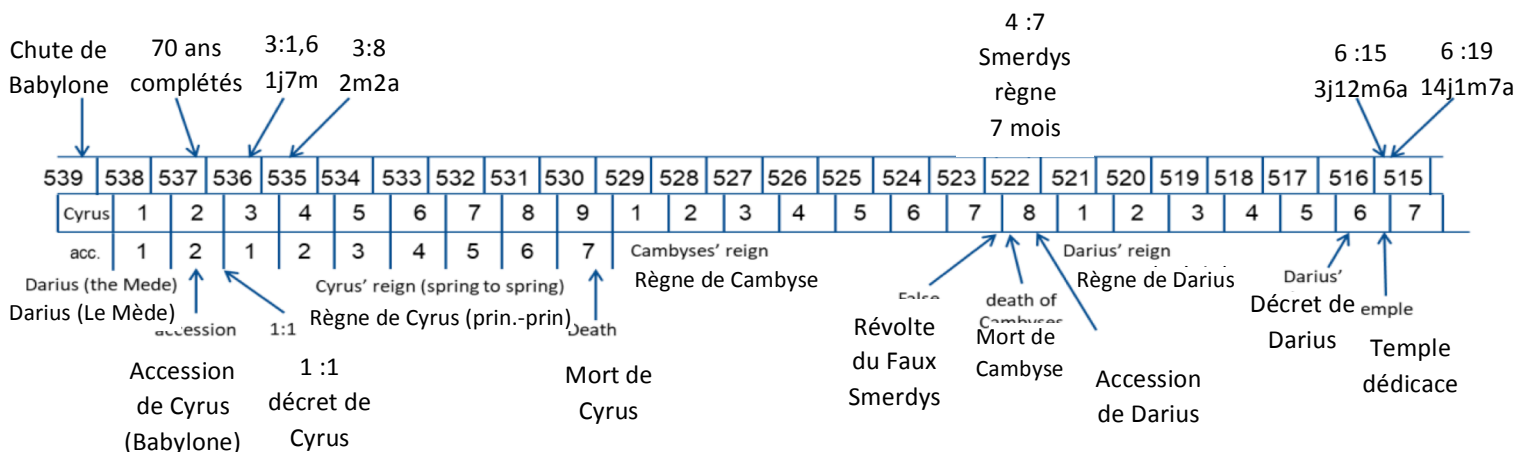 Chute de
Babylone
70 ans
complétés
3:1,6
1j7m
3:8
2m2a
4 :7
Smerdys
règne
7 mois
6 :15
3j12m6a
6 :19
14j1m7a
539 538 537 536 535 534 533 532 531 530 529 528 527 526 525 524 523 522 521 520 519 518 517 516 515
Cyrus 1 2 3 4 5 6 7 8 9 1 2 3 4 5 6 7 8 1 2 3 4 5 6 7
acc. 1 2 1 2 3 4 5 6 7
Cambyses' reign
Règne de Cambyse
Darius' reign
Règne de Darius
Darius (the Mede)
Darius (Le Mède)
Cyrus' reign (spring to spring)
Règne de Cyrus (prin.-prin)
accession
1:1
Death
Accession
de Cyrus
(Babylone)
1 :1
décret de
Cyrus
Mort de
Cyrus
False
Révolte
du Faux
Smerdys
death of
Cambyses
Mort de
Cambyse
Accession
de Darius
Darius'
Décret de
Darius
emple
Temple
dédicace